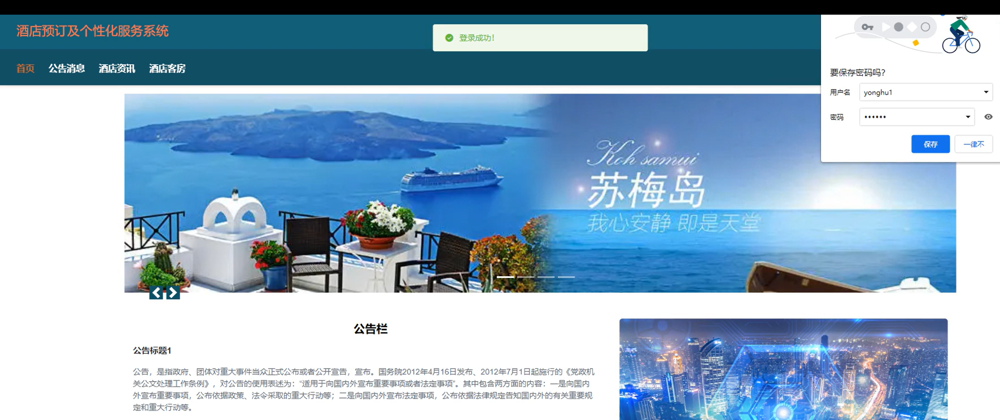 酒店预订及个性化服务系统
登录成功!
首页 公告消息 酒店资讯 酒店客房
要保存密码吗?
用户名 yonghu1
密码 ••••••
保存 一律不
Koh samui
苏梅岛
我心安静 即是天堂
公告栏
公告标题1
公告，是指政府、团体对重大事件当众正式公布或者公开宣告，宣布。国务院2012年4月16日发布、2012年7月1日起施行的《党政机
关公文处理工作条例》，对公告的使用表述为：“适用于向国内外宣布重要事项或者法定事项”。其中包含两方面的内容：一是向国内
外宣布重要事项，公布依据政策、法令采取的重大行动等；二是向国内外宣布法定事项，公布依据法律规定告知国内外的有关重要规
定和重大行动等。